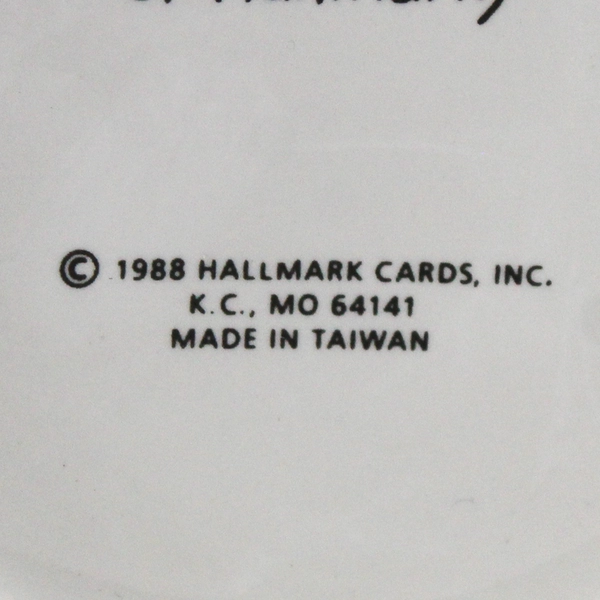 © 1988 HALLMARK CARDS, INC.
K.C., MO 64141
MADE IN TAIWAN